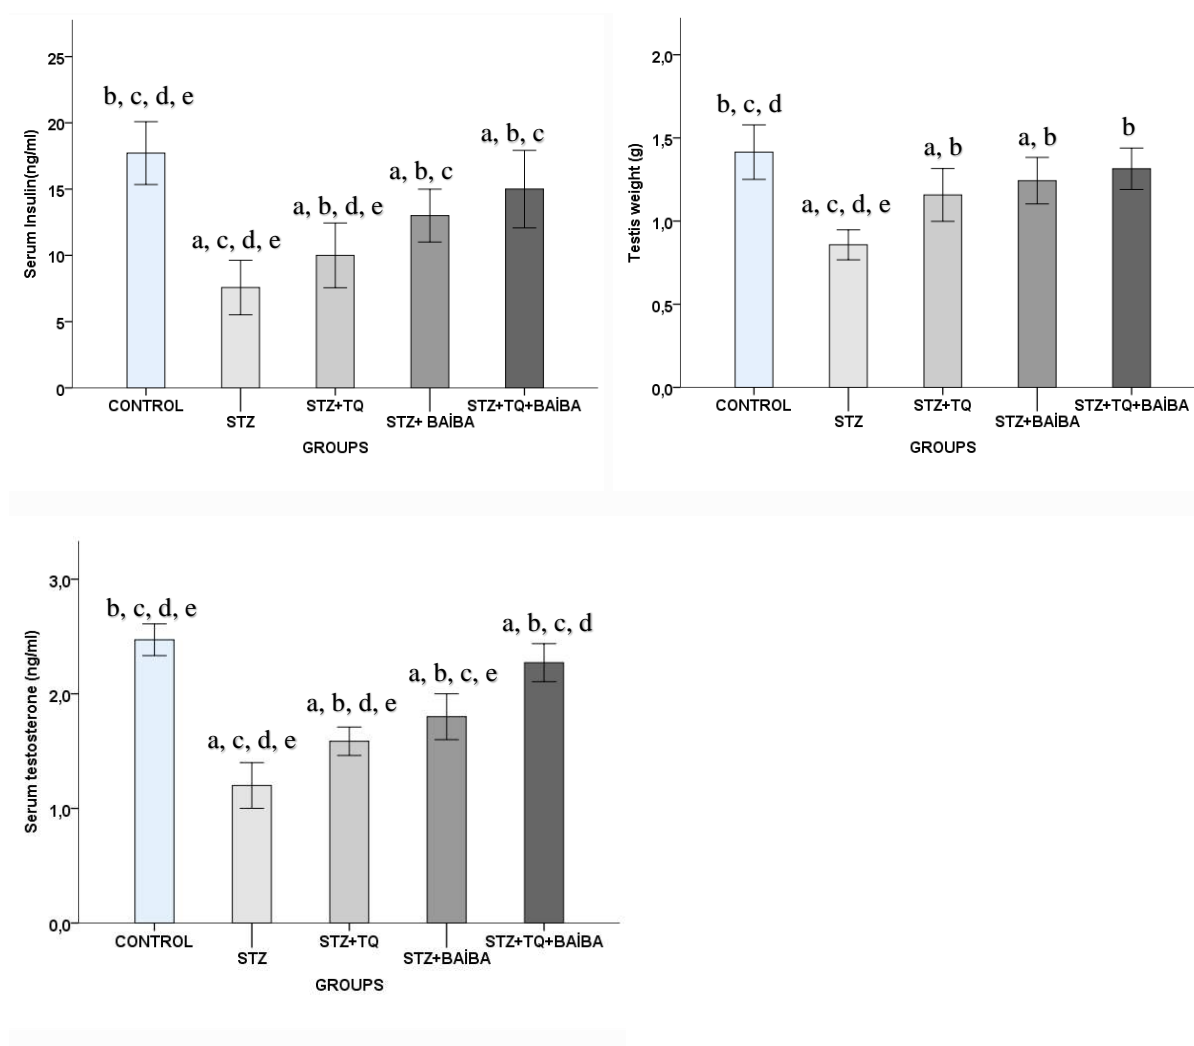 Serum Insulin(ng/ml)
25
20
15
10
5
0
b, c, d, e
a, c, d, e
a, b, d, e
a, b, c
a, b, c
CONTROL
STZ
STZ+TQ
STZ+ BAİBA
STZ+TQ+BAİBA
GROUPS
Testis weight (g)
2,0
1,5
1,0
0,5
0,0
b, c, d
a, c, d, e
a, b
a, b
b
CONTROL
STZ
STZ+TQ
STZ+BAİBA
STZ+TQ+BAİBA
GROUPS
Serum testosterone (ng/ml)
3,0
2,0
1,0
0,0
b, c, d, e
a, c, d, e
a, b, d, e
a, b, c, e
a, b, c, d
CONTROL
STZ
STZ+TQ
STZ+BAİBA
STZ+TQ+BAİBA
GROUPS